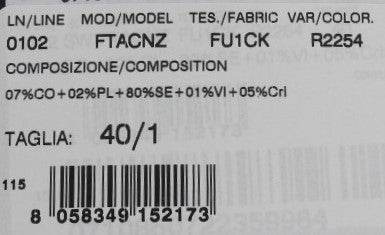 LN/LINE MOD/MODEL TES./FABRIC VAR/COLOR.
0102 FTACNZ FU1CK R2254
COMPOSIZIONE/COMPOSITION
07%CO+02%PL+80%SE+01%VI+05%Cri
TAGLIA: 40/1
115
8 058349 152173